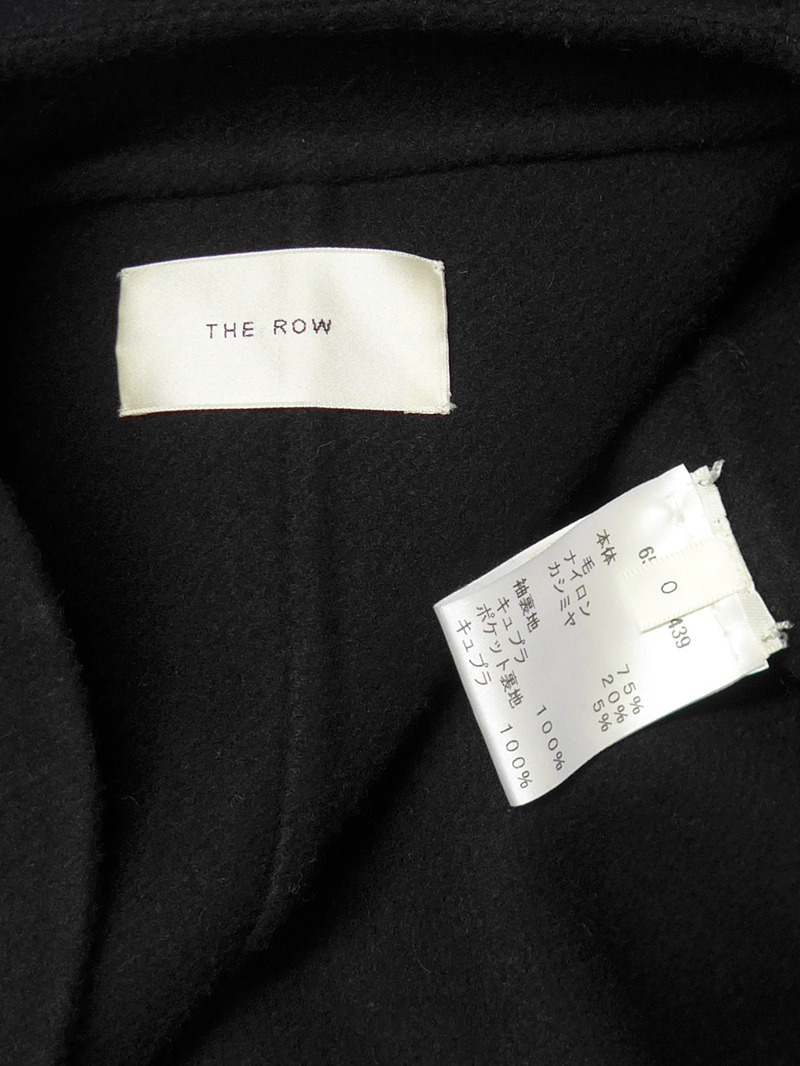 THE ROW
0
439
本体
毛 75%
ナイロン 20%
カシミヤ 5%
袖裏地
キュプラ 100%
ポケット裏地
キュプラ 100%